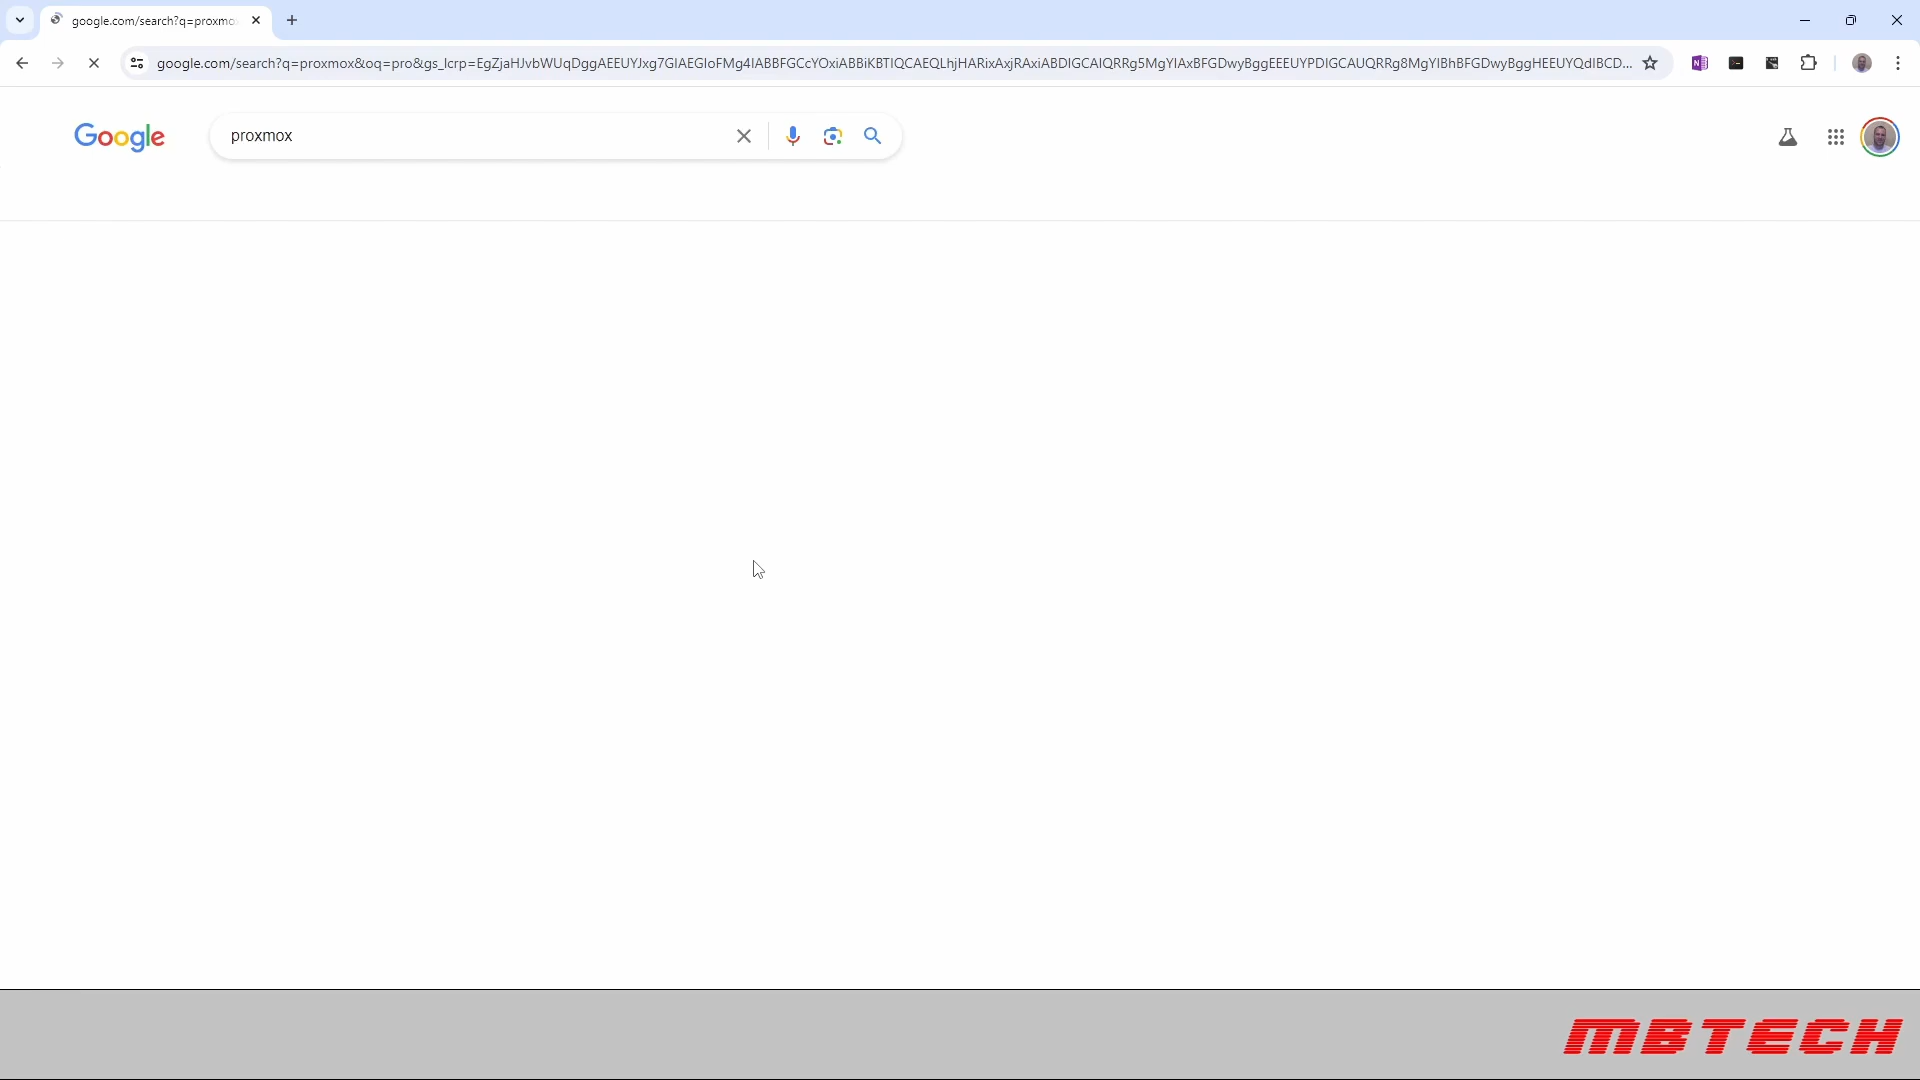 google.com/search?q=proxmo
google.com/search?q=proxmox&oq=pro&gs_lcrp=EgZjaHJvbWUqDggAEEUYJxg7GIAEGIoFMg4IABBFGCcYOxiABBiKBTIQCAEQLhjHARixAxjRAxiABDIGCAIQRRg5MgYIAxBFGDwyBggEEEUYPDIGCAUQRRg8MgYIBhBFGDwyBggHEEUYQdIBCD...
Google
proxmox
MBTECH